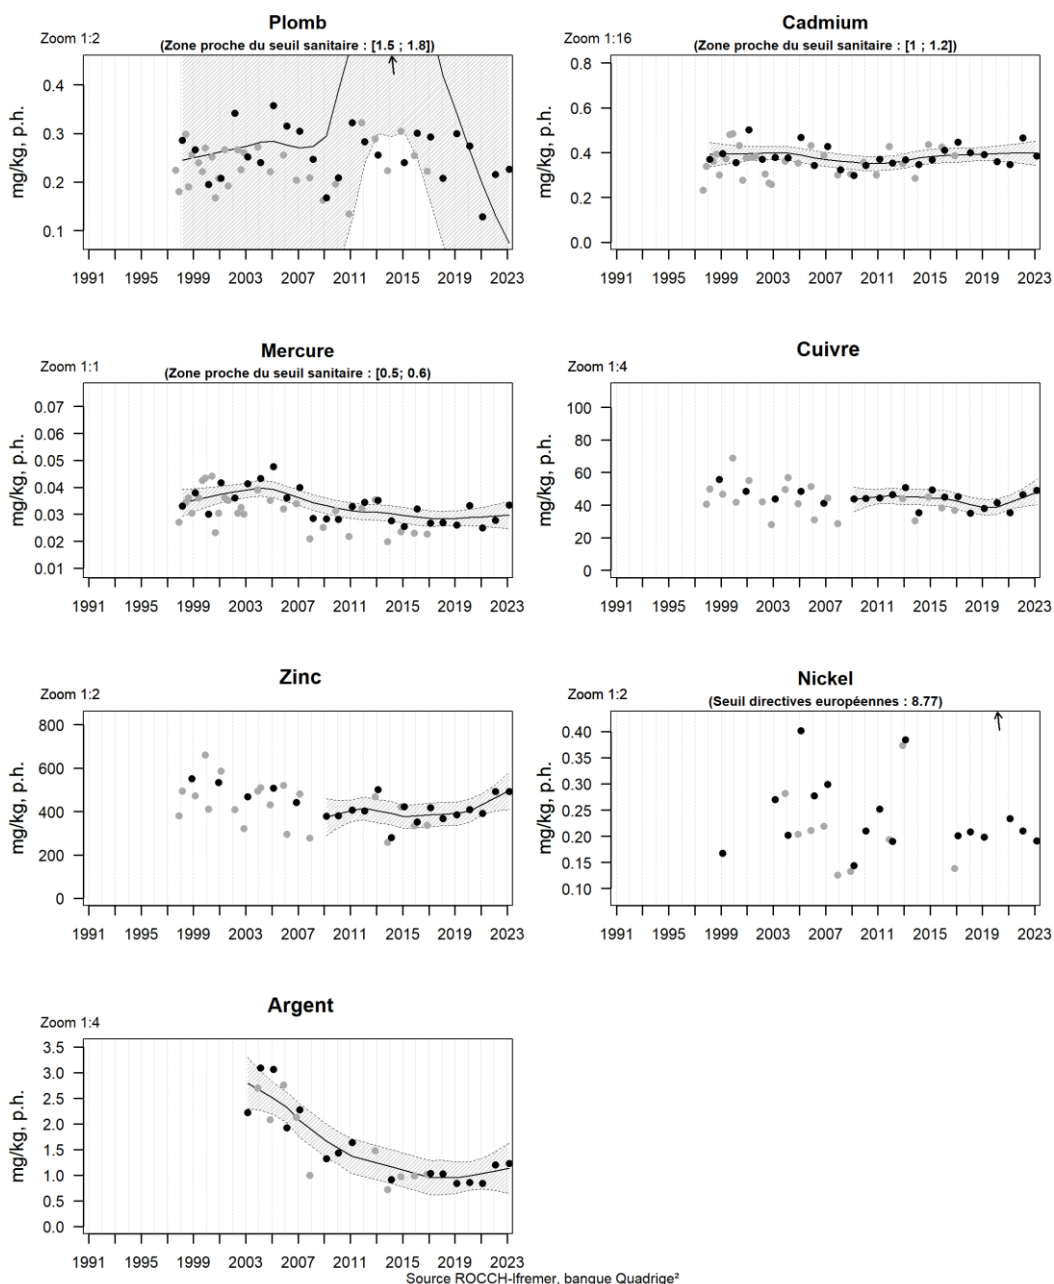 Plomb
Zoom 1:2
(Zone proche du seuil sanitaire : [1.5 ; 1.8])
mg/kg, p.h.
0.4
0.3
0.2
0.1
1991 1995 1999 2003 2007 2011 2015 2019 2023
Cadmium
Zoom 1:16
(Zone proche du seuil sanitaire : [1 ; 1.2])
mg/kg, p.h.
0.8
0.6
0.4
0.2
0.0
1991 1995 1999 2003 2007 2011 2015 2019 2023
Mercure
Zoom 1:1
(Zone proche du seuil sanitaire : [0.5; 0.6)
mg/kg, p.h.
0.07
0.06
0.05
0.04
0.03
0.02
0.01
1991 1995 1999 2003 2007 2011 2015 2019 2023
Cuivre
Zoom 1:4
mg/kg, p.h.
100
80
60
40
20
0
1991 1995 1999 2003 2007 2011 2015 2019 2023
Zinc
Zoom 1:2
mg/kg, p.h.
800
600
400
200
0
1991 1995 1999 2003 2007 2011 2015 2019 2023
Nickel
Zoom 1:2
(Seuil directives européennes : 8.77)
mg/kg, p.h.
0.40
0.35
0.30
0.25
0.20
0.15
0.10
1991 1995 1999 2003 2007 2011 2015 2019 2023
Argent
Zoom 1:4
mg/kg, p.h.
3.5
3.0
2.5
2.0
1.5
1.0
0.5
0.0
1991 1995 1999 2003 2007 2011 2015 2019 2023
Source ROCCH-Ifremer, banque Quadrige²